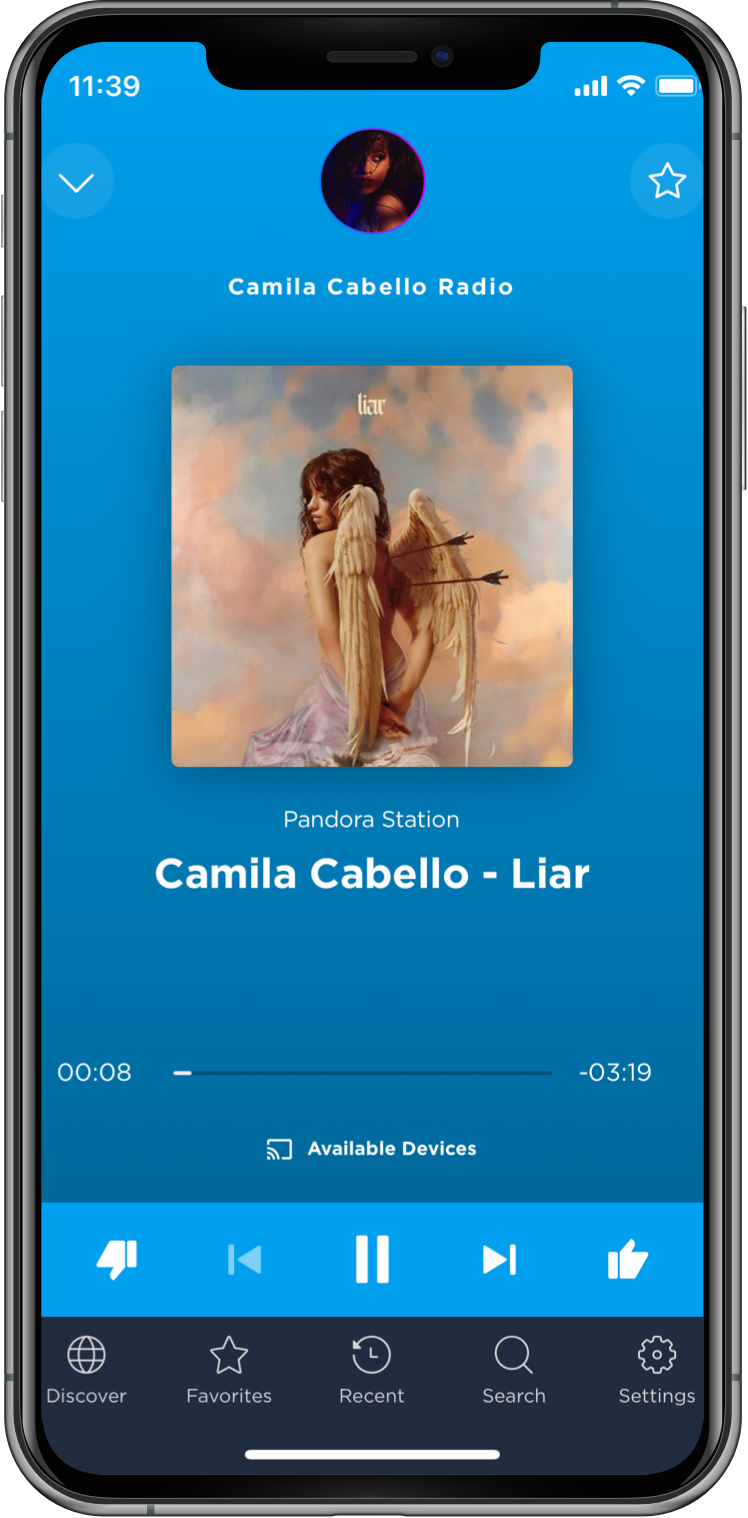 11:39
Camila Cabello Radio
liar
Pandora Station
Camila Cabello - Liar
00:08
-03:19
Available Devices
Discover
Favorites
Recent
Search
Settings